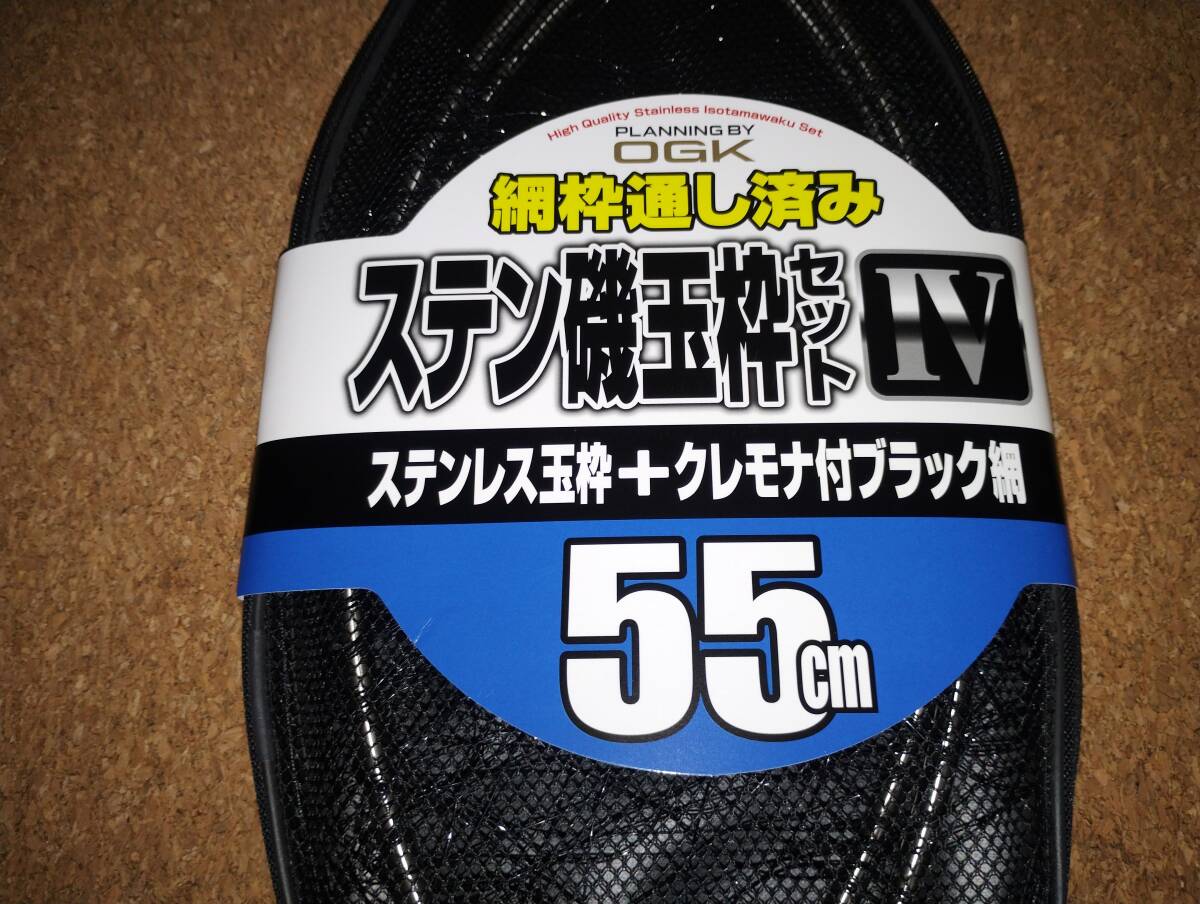 High Quality Stainless Isotamawaku Set
PLANNING BY
OGK
網枠通し済み
ステン磯玉枠セット IV
ステンレス玉枠+クレモナ付ブラック網
55cm